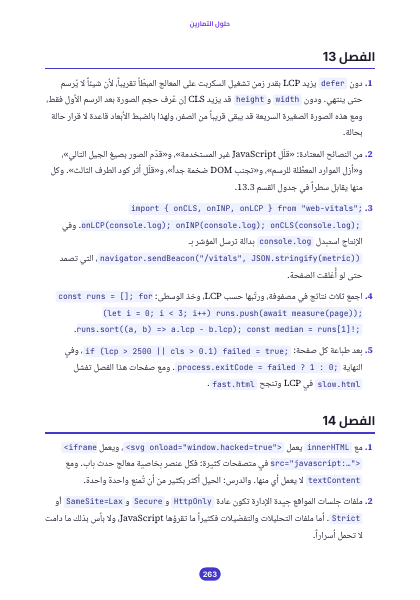 حلول التمارين
الفصل 13
1. دون defer يزيد LCP بقدر زمن تشغيل السكربت على المعالج المبطّأ تقريباً، لأن شيئاً لا يُرسم
حتى ينتهي. ودون width و height قد يزيد CLS إن عُرف حجم الصورة بعد الرسم الأول فقط،
ومع هذه الصورة الصغيرة السريعة قد يبقى قريباً من الصفر، ولهذا بالضبط الأبعاد قاعدة لا قرار حالة
بحالة.
2. من النصائح المعتادة: «قلّل JavaScript غير المستخدمة»، و«قدّم الصور بصيغ الجيل التالي»،
و«أزل الموارد المعطّلة للرسم»، و«تجنب DOM ضخمة جداً»، و«قلّل أثر كود الطرف الثالث». وكل
منها يقابل سطراً في جدول القسم 13.3.
3. import { onCLS, onINP, onLCP } from "web-vitals";
onLCP(console.log); onINP(console.log); onCLS(console.log);. وفي
الإنتاج استبدل console.log بدالة ترسل المؤشر بـ
navigator.sendBeacon("/vitals", JSON.stringify(metric)) ، التي تصمد
حتى لو أُغلقت الصفحة.
4. اجمع ثلاث نتائج في مصفوفة، ورتّبها حسب LCP، وخذ الوسطى: const runs = []; for
(let i = 0; i < 3; i++) runs.push(await measure(page));
runs.sort((a, b) => a.lcp - b.lcp); const median = runs[1]!;.
5. بعد طباعة كل صفحة: if (lcp > 2500 || cls > 0.1) failed = true; ، وفي
النهاية process.exitCode = failed ? 1 : 0; . ومع صفحات هذا الفصل تفشل
slow.html في LCP وتنجح fast.html .
الفصل 14
1. مع innerHTML يعمل <svg onload="window.hacked=true"> ، ويعمل <iframe
src="javascript:…"> في متصفحات كثيرة؛ فكل عنصر بخاصية معالج حدث باب. ومع
textContent لا يعمل أي منها. والدرس: الحيل أكثر بكثير من أن تُمنع واحدة واحدة.
2. ملفات جلسات المواقع جيدة الإدارة تكون عادة HttpOnly و Secure و SameSite=Lax أو
Strict . أما ملفات التحليلات والتفضيلات فكثيراً ما تقرؤها JavaScript، ولا بأس بذلك ما دامت
لا تحمل أسراراً.
263